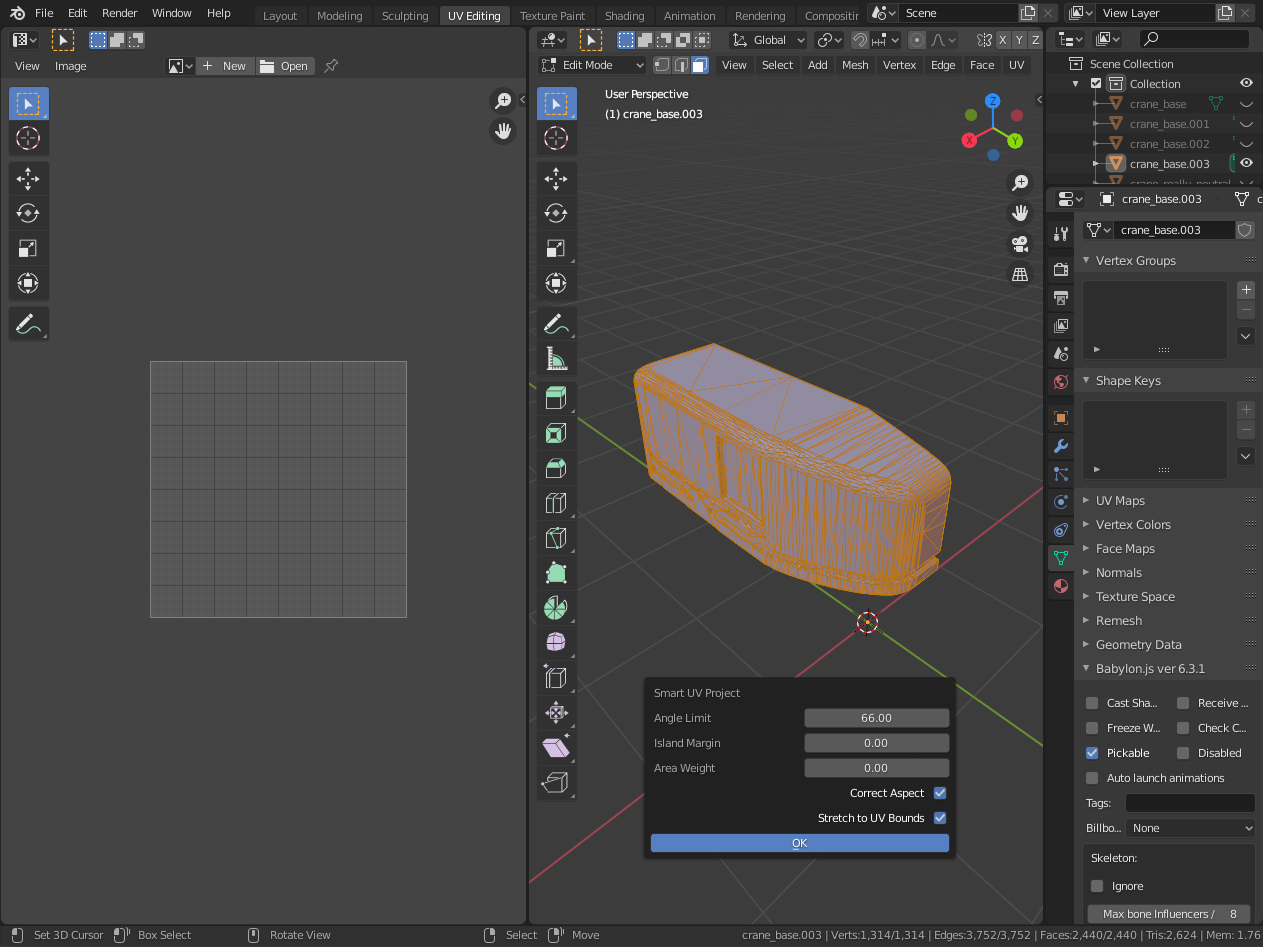 File Edit Render Window Help Layout Modeling Sculpting UV Editing Texture Paint Shading Animation Rendering Scene View Layer
Global X Y Z
View Image New Open
Edit Mode View Select Add Mesh Vertex Edge Face UV
User Perspective
(1) crane_base.003
Z
X
Y
Scene Collection
Collection
crane_base
crane_base.001
crane_base.002
crane_base.003
crane_really_neutral
crane_base.003
crane_base.003
Vertex Groups
Shape Keys
UV Maps
Vertex Colors
Face Maps
Normals
Texture Space
Remesh
Geometry Data
Babylon.js ver 6.3.1
Cast Sha... Receive ...
Freeze W... Check C...
Pickable Disabled
Auto launch animations
Tags:
Billbo... None
Skeleton:
Ignore
Max bone Influencers / 8
Smart UV Project
Angle Limit 66.00
Island Margin 0.00
Area Weight 0.00
Correct Aspect
Stretch to UV Bounds
OK
Set 3D Cursor Box Select Rotate View Select Move crane_base.003 | Verts:1,314/1,314 | Edges:3,752/3,752 | Faces:2,440/2,440 | Tris:2,624 | Mem: 1.76